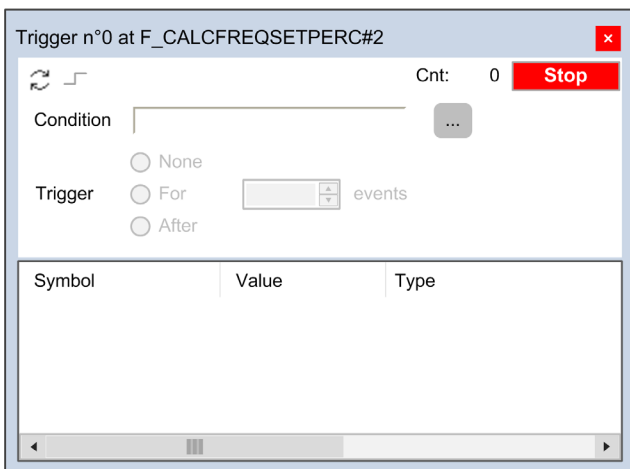 Trigger n°0 at F_CALCFREQSETPERC#2
Cnt: 0 Stop
Condition ...
None
Trigger For events
After
Symbol Value Type